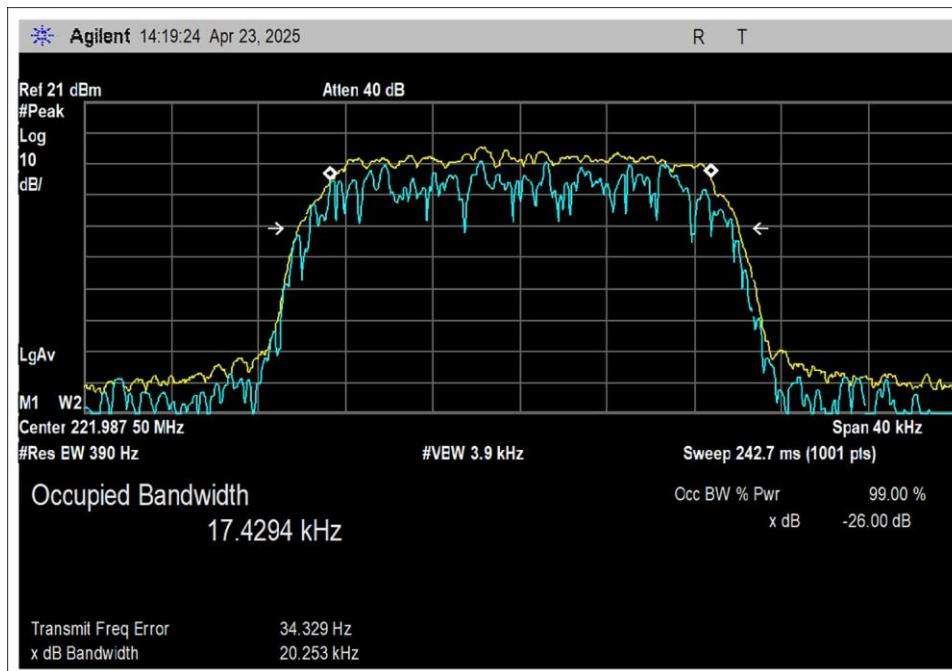 Agilent 14:19:24 Apr 23, 2025 R T
Ref 21 dBm Atten 40 dB
#Peak
Log
10
dB/
LgAv
M1 W2
Center 221.987 50 MHz Span 40 kHz
#Res EW 390 Hz #VBW 3.9 kHz Sweep 242.7 ms (1001 pts)
Occupied Bandwidth Occ BW % Pwr 99.00 %
17.4294 kHz x dB -26.00 dB
Transmit Freq Error 34.329 Hz
x dB Bandwidth 20.253 kHz